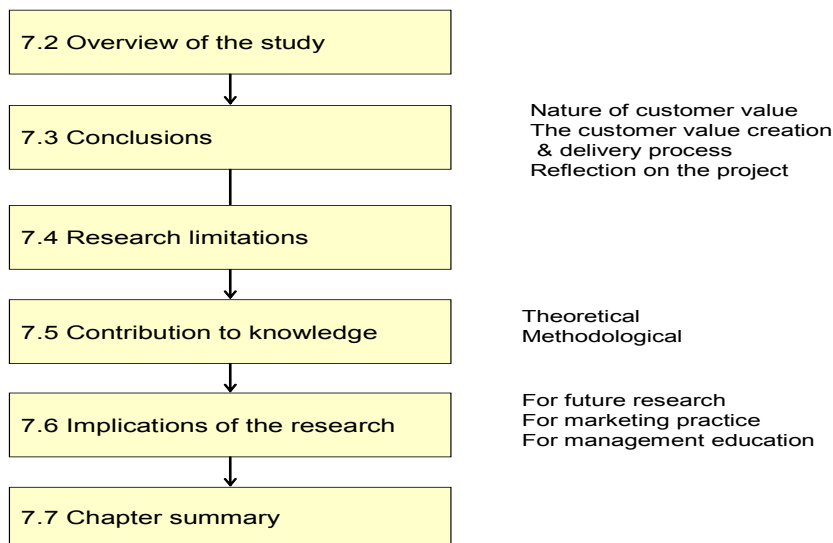 7.2 Overview of the study
7.3 Conclusions
Nature of customer value
The customer value creation
& delivery process
Reflection on the project
7.4 Research limitations
7.5 Contribution to knowledge
Theoretical
Methodological
7.6 Implications of the research
For future research
For marketing practice
For management education
7.7 Chapter summary